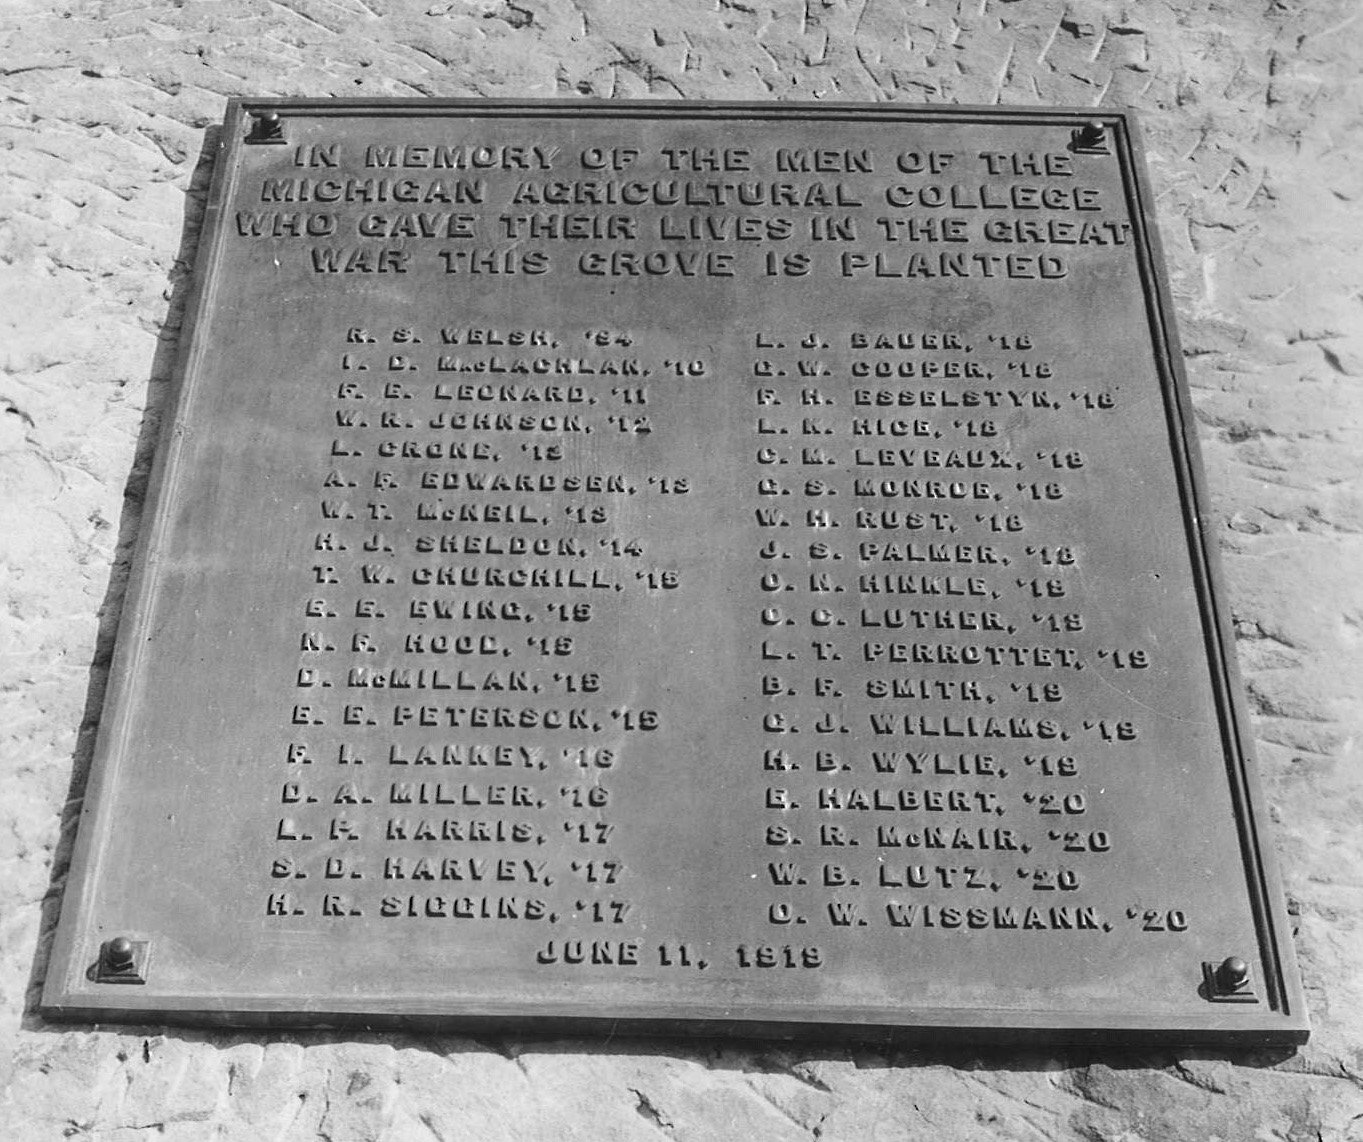 IN MEMORY OF THE MEN OF THE
MICHIGAN AGRICULTURAL COLLEGE
WHO GAVE THEIR LIVES IN THE GREAT
WAR THIS GROVE IS PLANTED
R. S. WELSH, '94
I. D. MacLACHLAN, '10
F. E. LEONARD, '11
W. R. JOHNSON, '12
L. CRONE, '13
A. F. EDWARDSEN, '13
W. T. McNEIL, '13
H. J. SHELDON, '14
T. W. CHURCHILL, '15
E. E. EWING, '15
N. F. HOOD, '15
D. McMILLAN, '15
E. E. PETERSON, '15
F. I. LANKEY, '16
D. A. MILLER, '16
L. P. HARRIS, '17
S. D. HARVEY, '17
H. R. SIGGINS, '17
L. J. BAUER, '18
G. W. COOPER, '18
F. H. ESSELSTYN, '18
L. K. HICE, '18
C. M. LEVEAUX, '18
G. S. MONROE, '18
W. H. RUST, '18
J. S. PALMER, '18
O. N. HINKLE, '19
O. C. LUTHER, '19
L. T. PERROTTET, '19
B. F. SMITH, '19
G. J. WILLIAMS, '19
H. B. WYLIE, '19
E. HALBERT, '20
S. R. McNAIR, '20
W. B. LUTZ, '20
O. W. WISSMANN, '20
JUNE 11, 1919